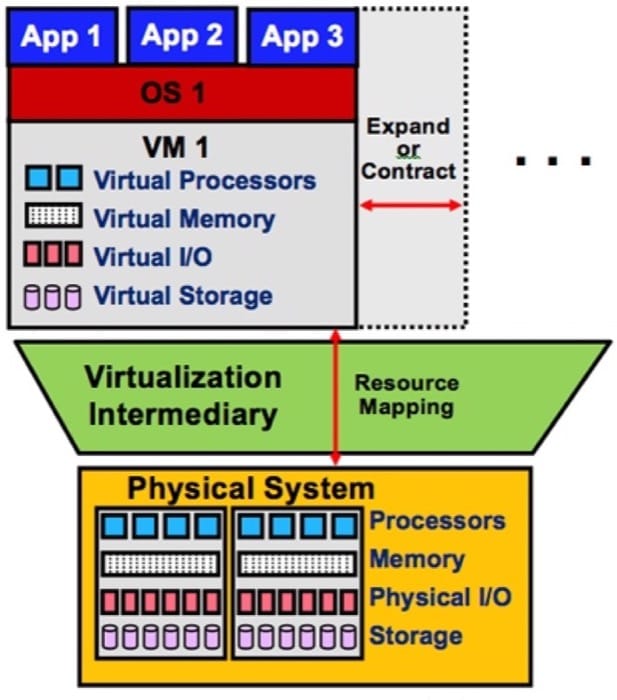 App 1
App 2
App 3
OS 1
VM 1
Virtual Processors
Virtual Memory
Virtual I/O
Virtual Storage
Expand
or
Contract
. . .
Virtualization
Intermediary
Resource
Mapping
Physical System
Processors
Memory
Physical I/O
Storage